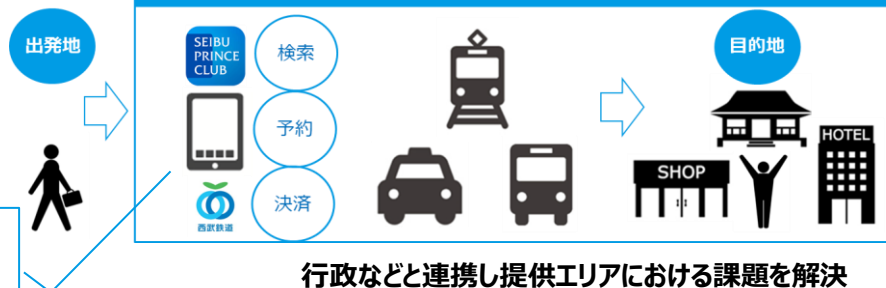 出発地
SEIBU
PRINCE
CLUB
検索
目的地
予約
HOTEL
SHOP
決済
西武鉄道
行政などと連携し提供エリアにおける課題を解決